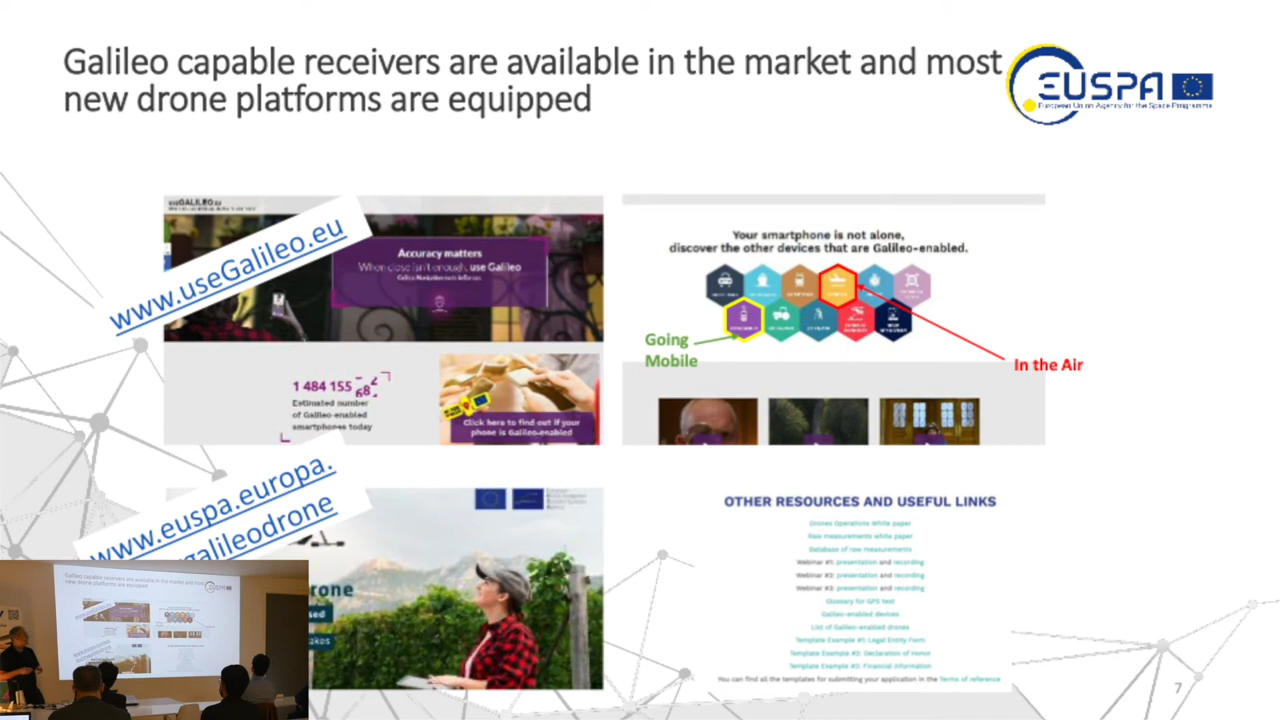 Galileo capable receivers are available in the market and most
new drone platforms are equipped
EUSPA
European Union Agency for the Space Programme
www.useGalileo.eu
Accuracy matters
When close isn't enough, use Galileo
1 484 155
Estimated number
of Galileo-enabled
smartphones today
Click here to find out if your
phone is Galileo-enabled
Your smartphone is not alone,
discover the other devices that are Galileo-enabled.
Going
Mobile
In the Air
www.euspa.europa.
galileodrone
rone
OTHER RESOURCES AND USEFUL LINKS
Drones Operations White paper
Raw measurements white paper
Database of raw measurements
Webinar #1: presentation and recording
Webinar #2: presentation and recording
Webinar #3: presentation and recording
Glossary for GPS test
Galileo-enabled devices
List of Galileo-enabled drones
Template Example #1: Legal Entity Form
Template Example #2: Declaration of Honor
Template Example #3: Financial Information
You can find all the templates for submitting your application in the Terms of reference
7